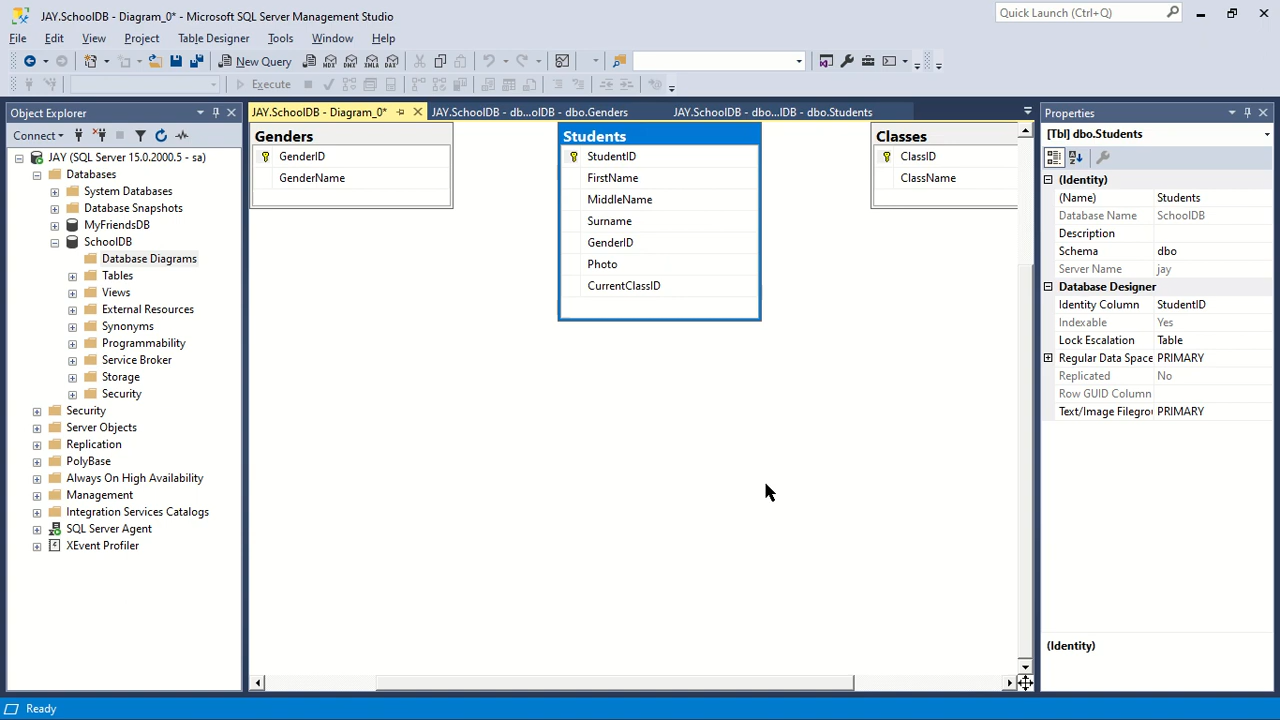 JAY.SchoolDB - Diagram_0* - Microsoft SQL Server Management Studio
Quick Launch (Ctrl+Q)
File Edit View Project Table Designer Tools Window Help
New Query MDX DMX XMLA DAX
Execute
Object Explorer
Connect
JAY (SQL Server 15.0.2000.5 - sa)
Databases
System Databases
Database Snapshots
MyFriendsDB
SchoolDB
Database Diagrams
Tables
Views
External Resources
Synonyms
Programmability
Service Broker
Storage
Security
Security
Server Objects
Replication
PolyBase
Always On High Availability
Management
Integration Services Catalogs
SQL Server Agent
XEvent Profiler
JAY.SchoolDB - Diagram_0* JAY.SchoolDB - dbo...oIDB - dbo.Genders JAY.SchoolDB - dbo...IDB - dbo.Students
Genders
GenderID
GenderName
Students
StudentID
FirstName
MiddleName
Surname
GenderID
Photo
CurrentClassID
Classes
ClassID
ClassName
Properties
[Tbl] dbo.Students
(Identity)
(Name) Students
Database Name SchoolDB
Description
Schema dbo
Server Name jay
Database Designer
Identity Column StudentID
Indexable Yes
Lock Escalation Table
Regular Data Space PRIMARY
Replicated No
Row GUID Column
Text/Image Filegro PRIMARY
(Identity)
Ready